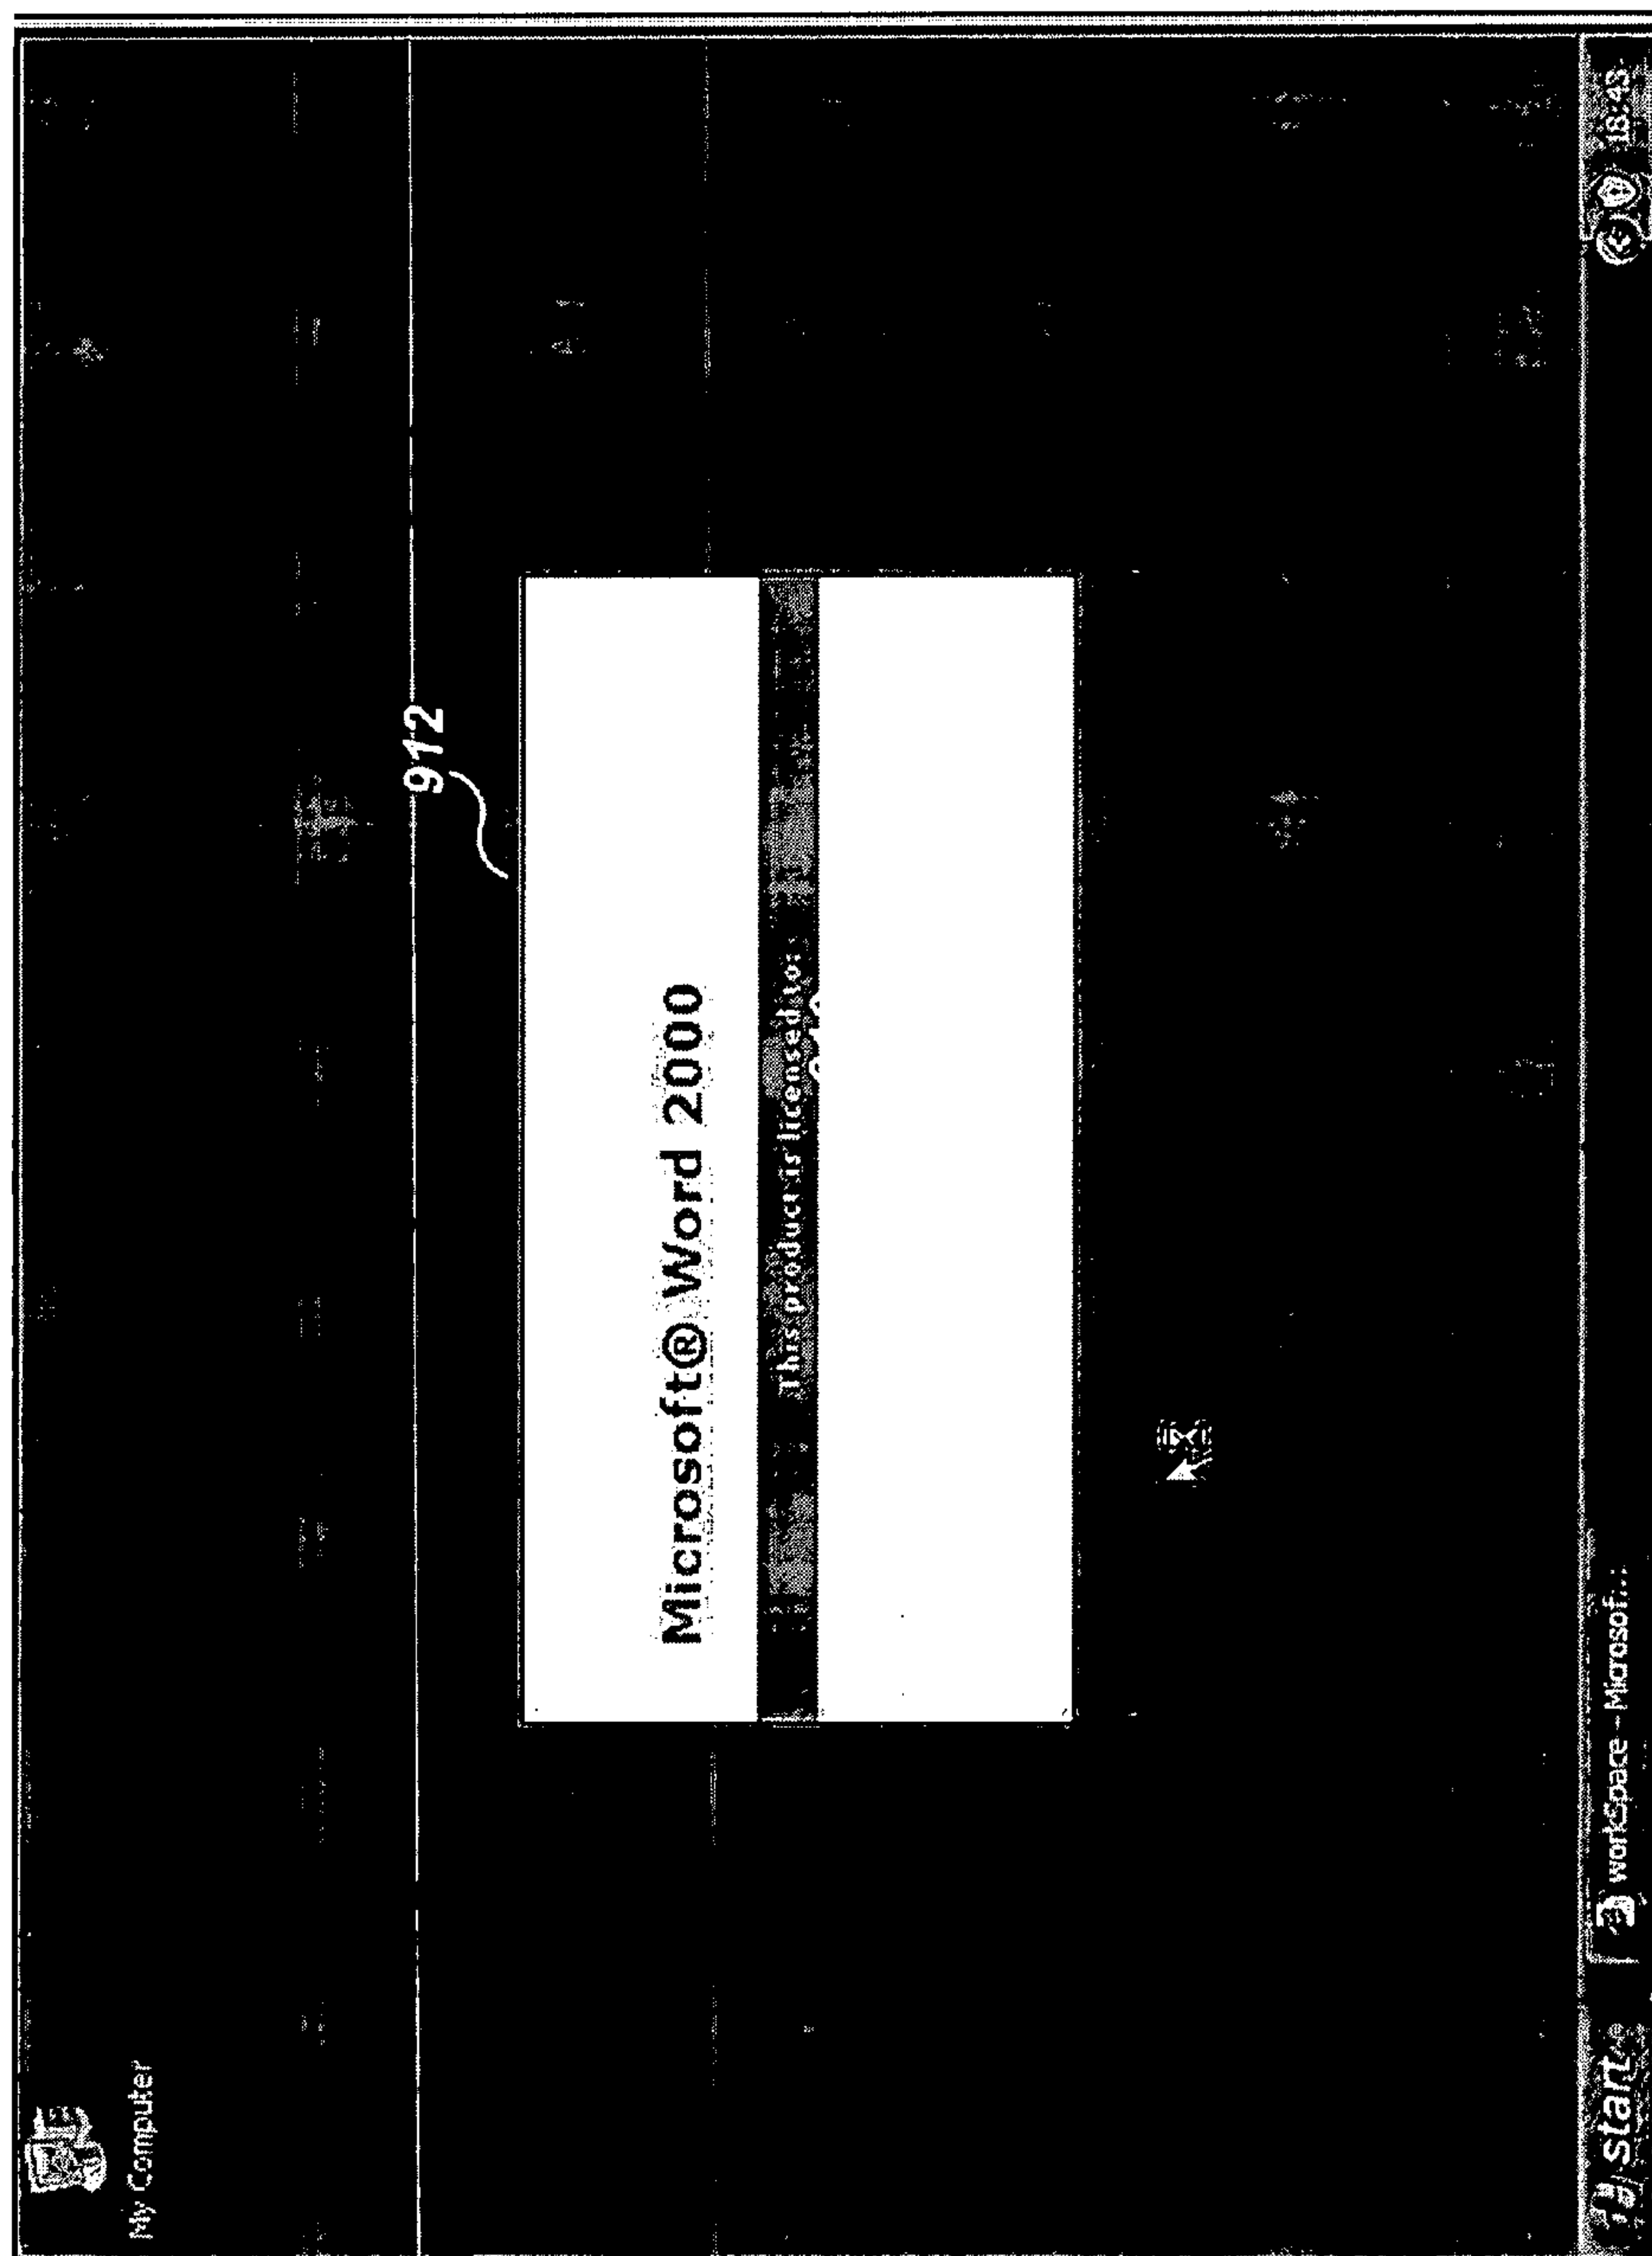 My Computer
912
Microsoft® Word 2000
This product is licensed to:
start
workSpace - Microsof...
18:43